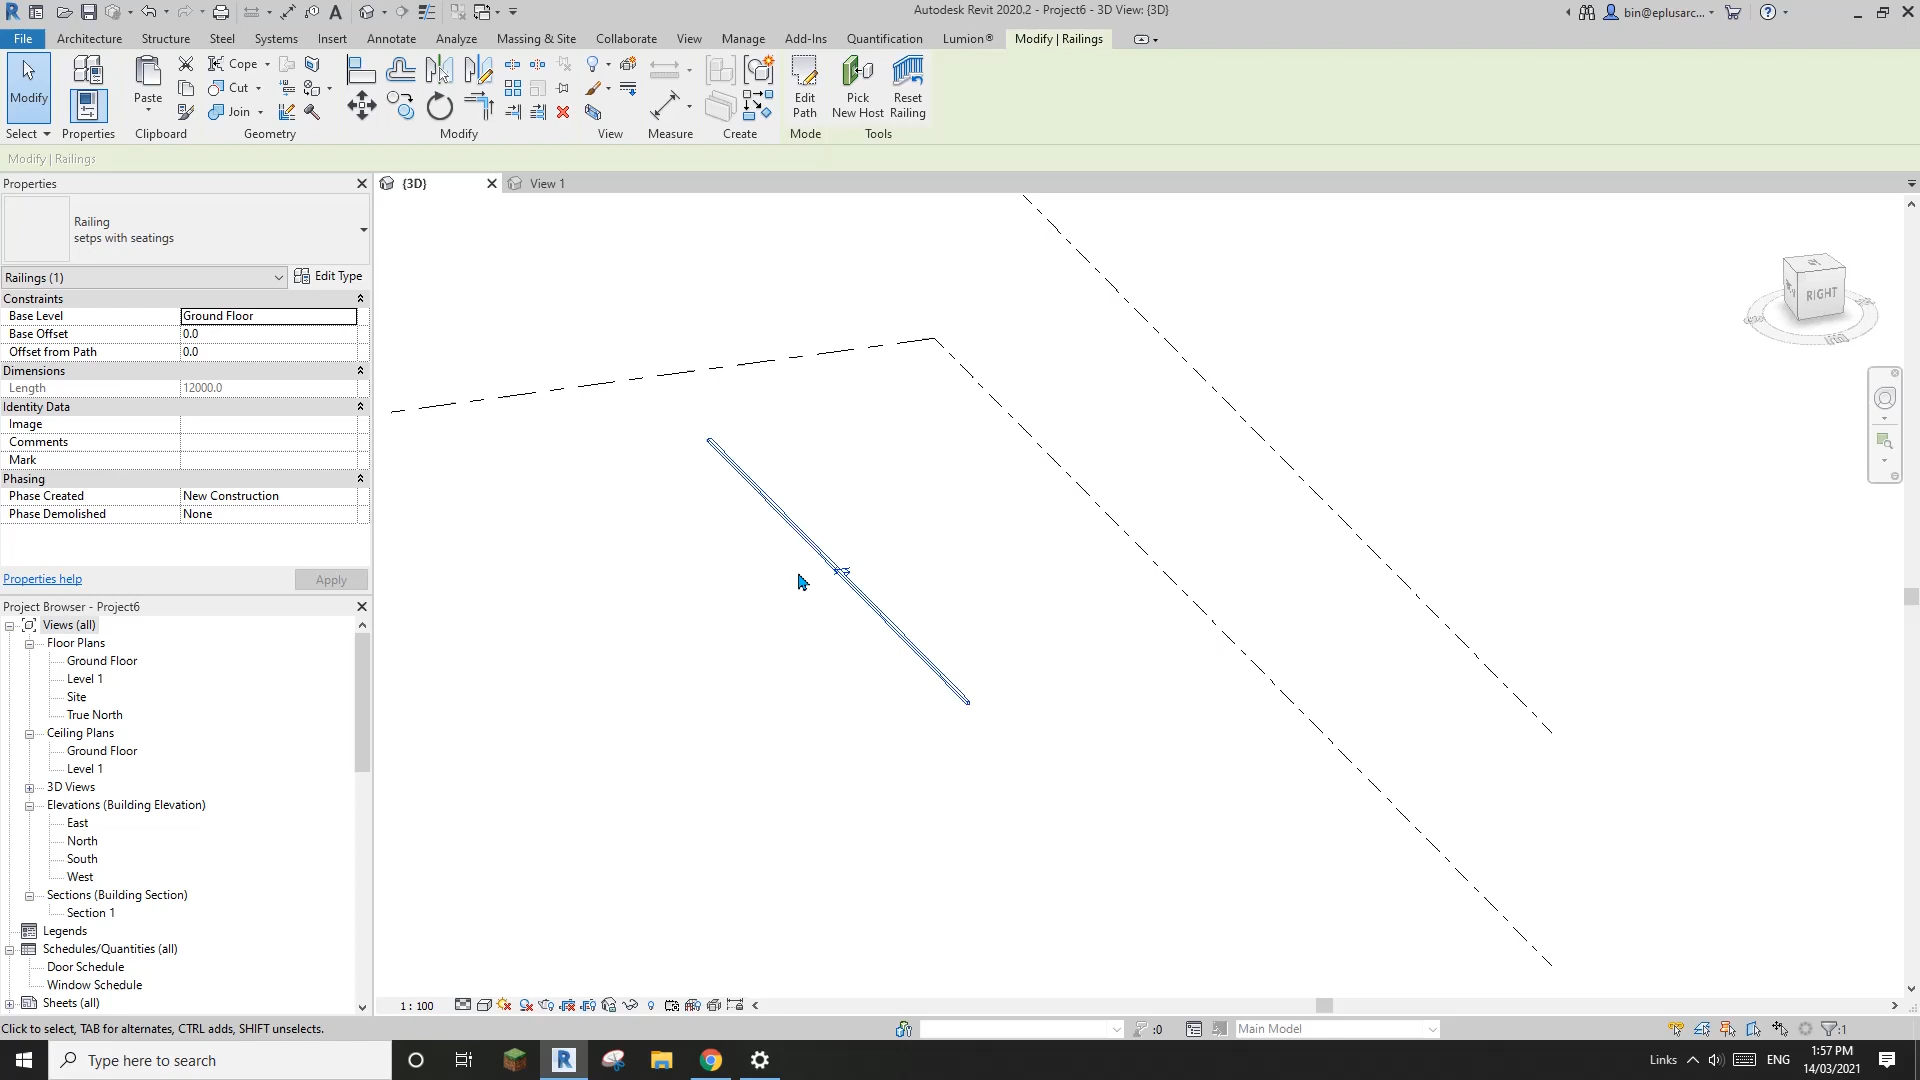 Autodesk Revit 2020.2 - Project6 - 3D View: {3D}
bin@eplusarc...
File
Architecture
Structure
Steel
Systems
Insert
Annotate
Analyze
Massing & Site
Collaborate
View
Manage
Add-Ins
Quantification
Lumion®
Modify | Railings
Modify
Properties
Paste
Cope
Cut
Join
Edit
Path
Pick
New Host
Reset
Railing
Select
Properties
Clipboard
Geometry
Modify
View
Measure
Create
Mode
Tools
Modify | Railings
Properties
Railing
setps with seatings
Railings (1)
Edit Type
Constraints
Base Level
Ground Floor
Base Offset
0.0
Offset from Path
0.0
Dimensions
Length
12000.0
Identity Data
Image
Comments
Mark
Phasing
Phase Created
New Construction
Phase Demolished
None
Properties help
Apply
{3D}
View 1
RIGHT
Project Browser - Project6
Views (all)
Floor Plans
Ground Floor
Level 1
Site
True North
Ceiling Plans
Ground Floor
Level 1
3D Views
Elevations (Building Elevation)
East
North
South
West
Sections (Building Section)
Section 1
Legends
Schedules/Quantities (all)
Door Schedule
Window Schedule
Sheets (all)
1 : 100
Click to select, TAB for alternates, CTRL adds, SHIFT unselects.
:0
Main Model
:1
Type here to search
Links
ENG
1:57 PM
14/03/2021